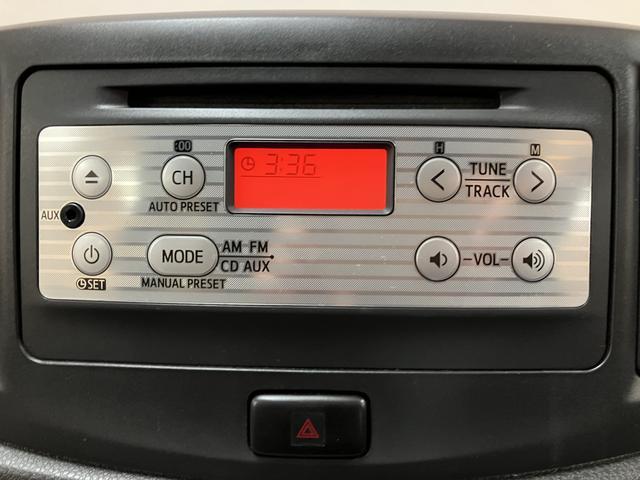 :00
H
M
3:36
CH
TUNE
TRACK
AUTO PRESET
AUX
MODE
AM FM
CD AUX
-VOL-
SET
MANUAL PRESET